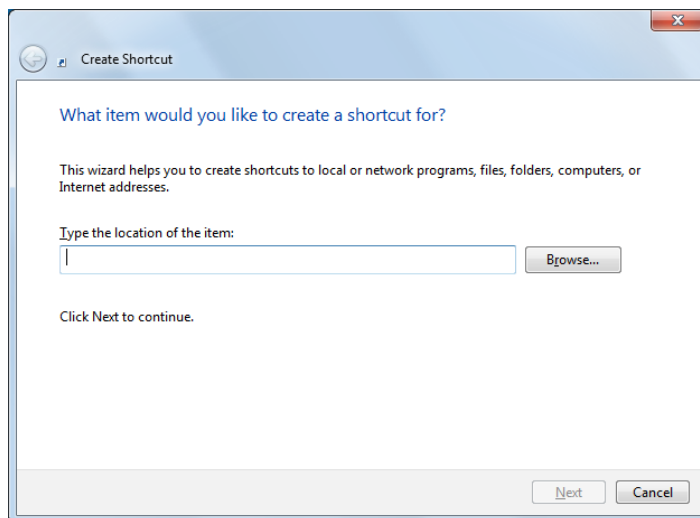 Create Shortcut
What item would you like to create a shortcut for?
This wizard helps you to create shortcuts to local or network programs, files, folders, computers, or
Internet addresses.
Type the location of the item:
Browse...
Click Next to continue.
Next Cancel